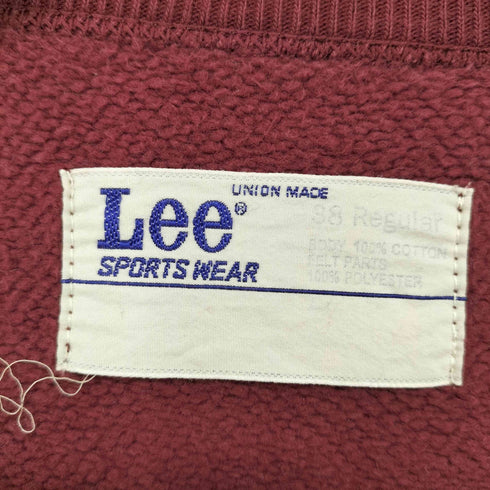 UNION MADE
Lee®
SPORTS WEAR
38 Regular
BODY 100% COTTON
FELT PARTS
100% POLYESTER